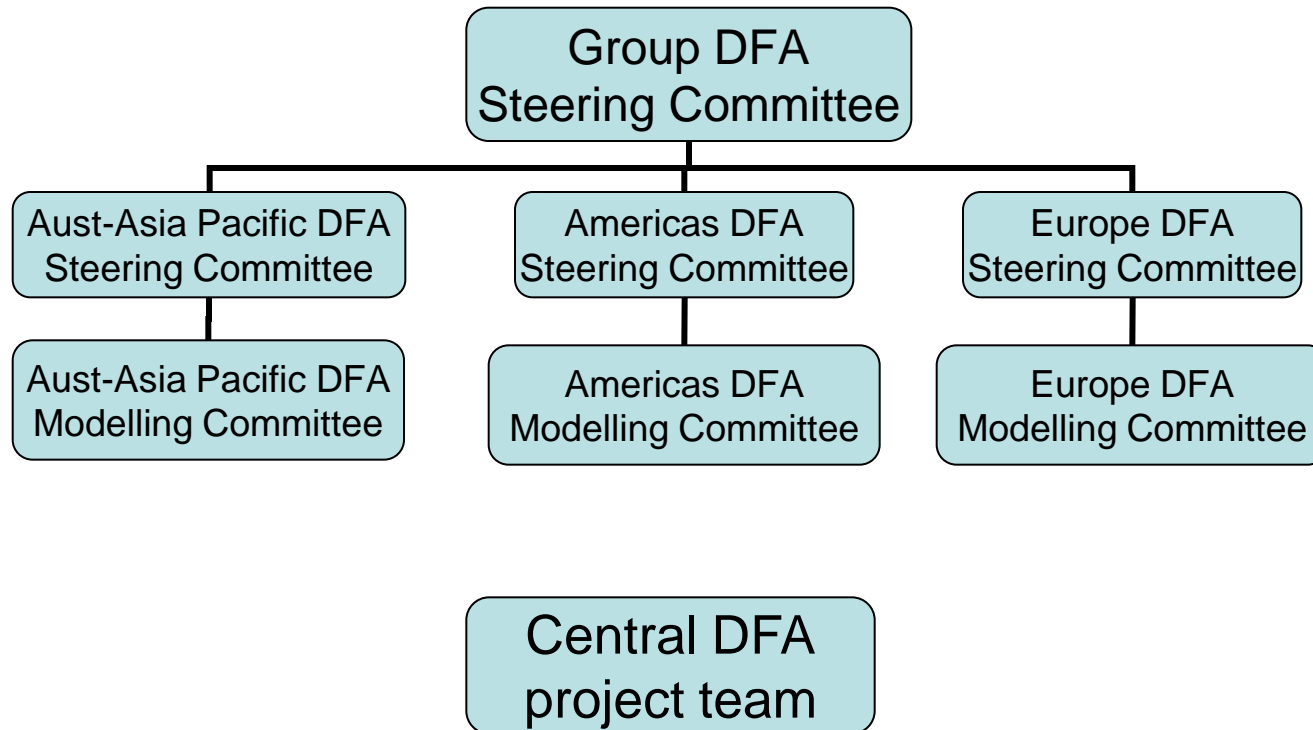 Group DFA
Steering Committee
Aust-Asia Pacific DFA
Steering Committee
Americas DFA
Steering Committee
Europe DFA
Steering Committee
Aust-Asia Pacific DFA
Modelling Committee
Americas DFA
Modelling Committee
Europe DFA
Modelling Committee
Central DFA
project team